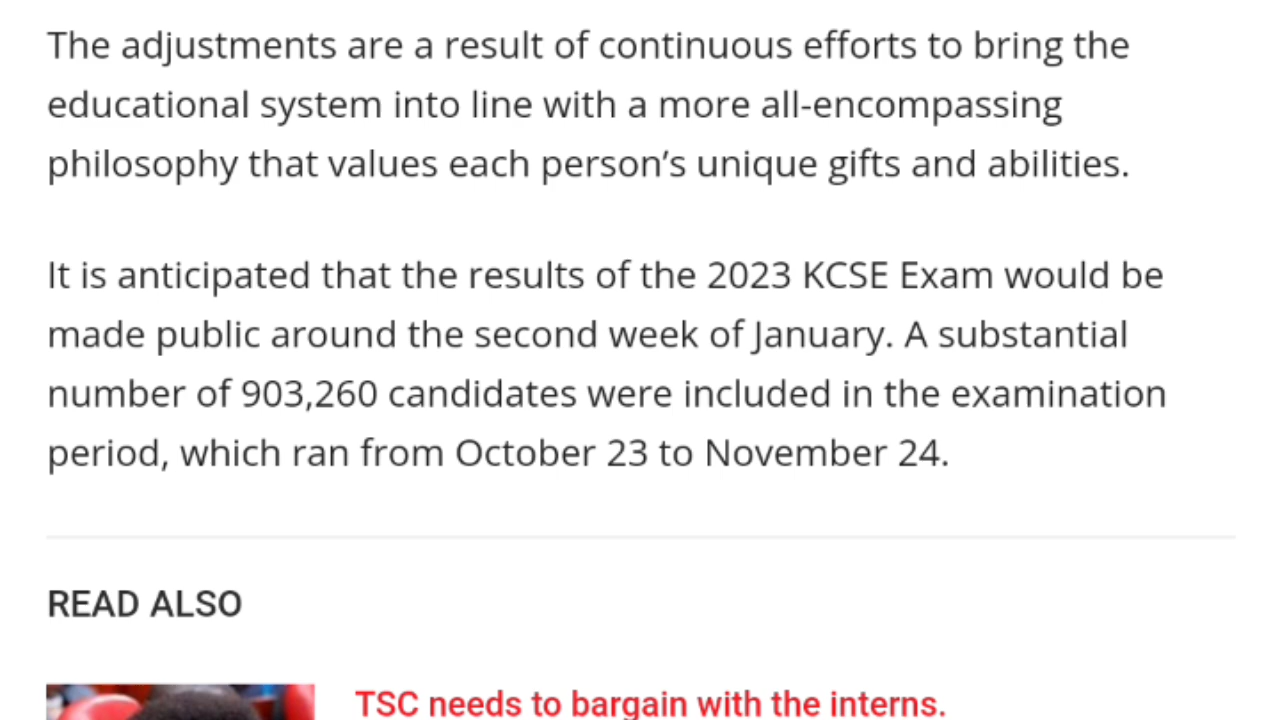 The adjustments are a result of continuous efforts to bring the
educational system into line with a more all-encompassing
philosophy that values each person’s unique gifts and abilities.
It is anticipated that the results of the 2023 KCSE Exam would be
made public around the second week of January. A substantial
number of 903,260 candidates were included in the examination
period, which ran from October 23 to November 24.
READ ALSO
TSC needs to bargain with the interns.